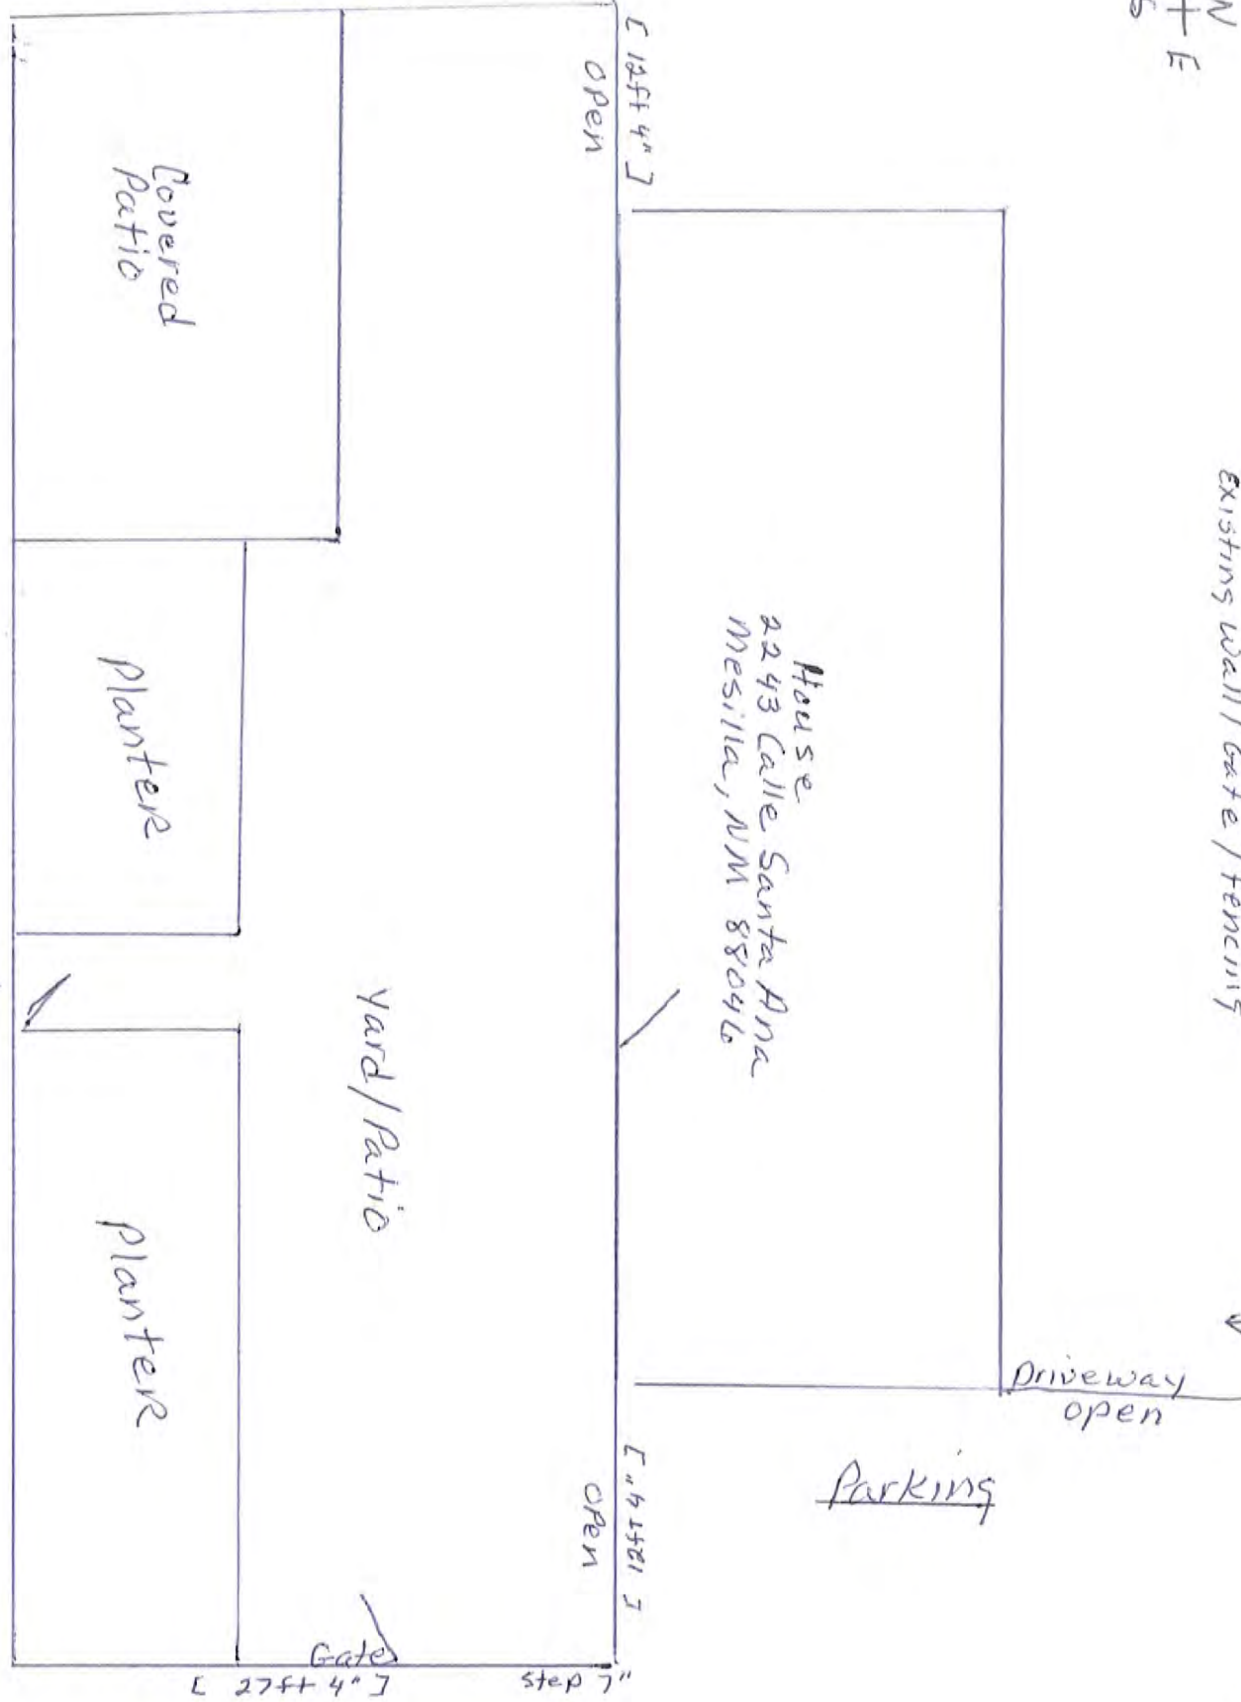 N
E
S
Existing Wall / Gate / Fencing
[ 12ft 4" ]
Open
Covered
Patio
House
2243 Calle Santa Ana
Mesilla, NM 88046
Planter
Yard/Patio
Planter
Driveway
open
Parking
[ 12ft 4" ]
Open
Gate
[ 27ft 4" ]
Step 7"